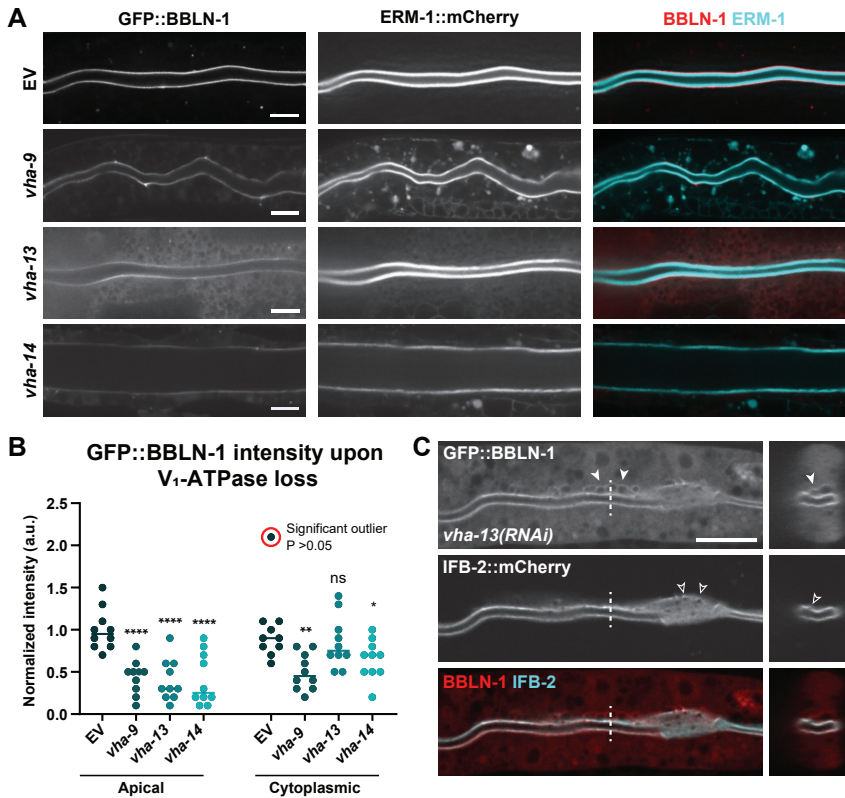 A
GFP::BBLN-1
ERM-1::mCherry
BBLN-1 ERM-1
EV
vha-9
vha-13
vha-14
B
GFP::BBLN-1 intensity upon
V₁-ATPase loss
Normalized intensity (a.u.)
2.5
2.0
1.5
1.0
0.5
0.0
Significant outlier
P >0.05
****
****
****
**
ns
*
EV
vha-9
vha-13
vha-14
EV
vha-9
vha-13
vha-14
Apical
Cytoplasmic
C
GFP::BBLN-1
vha-13(RNAi)
IFB-2::mCherry
BBLN-1 IFB-2